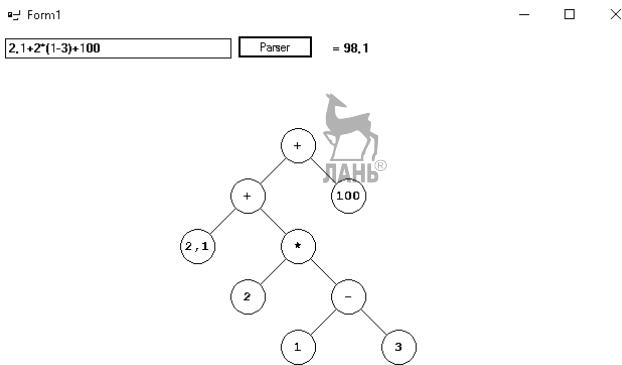 Form1
2,1+2*(1-3)+100 Parser = 98,1
+
ЛАНЬ®
+ 100
2,1 *
2 -
1 3